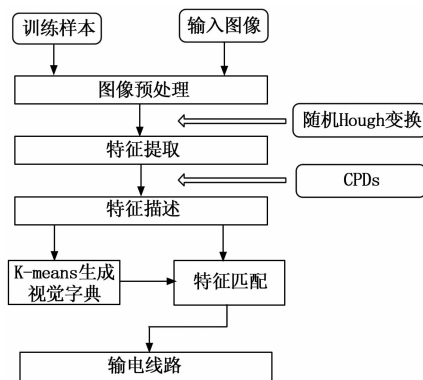 训练样本
输入图像
图像预处理
随机Hough变换
特征提取
CPDs
特征描述
K-means生成
视觉字典
特征匹配
输电线路